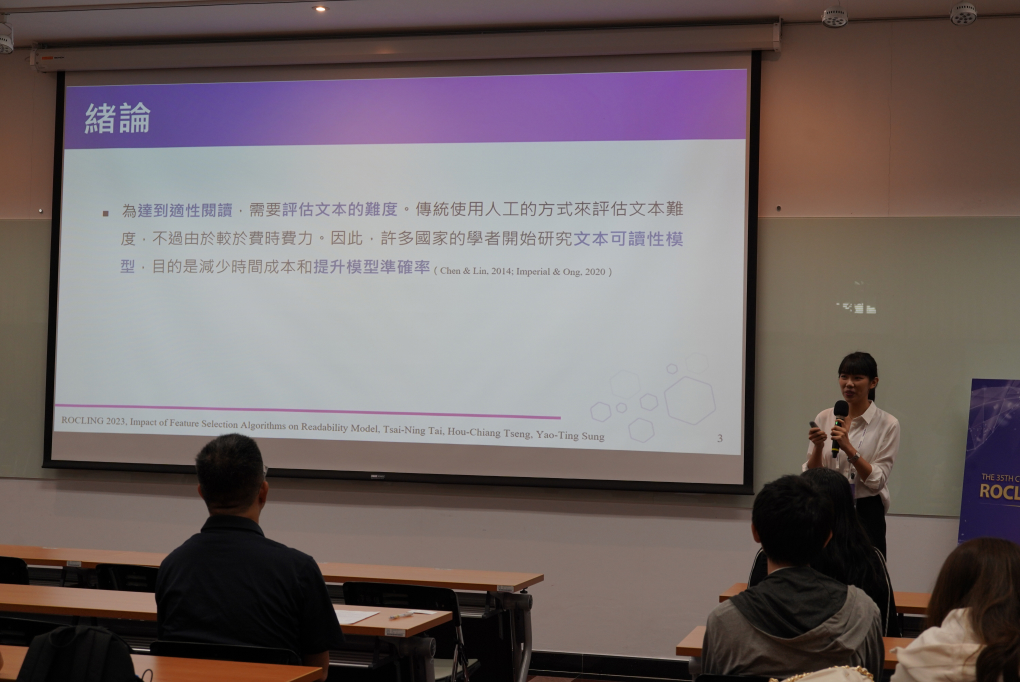 緒論
為達到適性閱讀，需要評估文本的難度。傳統使用人工的方式來評估文本難
度，不過由於較於費時費力。因此，許多國家的學者開始研究文本可讀性模
型，目的是減少時間成本和提升模型準確率 ( Chen & Lin, 2014; Imperial & Ong, 2020 )
ROCLING 2023, Impact of Feature Selection Algorithms on Readability Model, Tsai-Ning Tai, Hou-Chiang Tseng, Yao-Ting Sung
3
THE 35TH